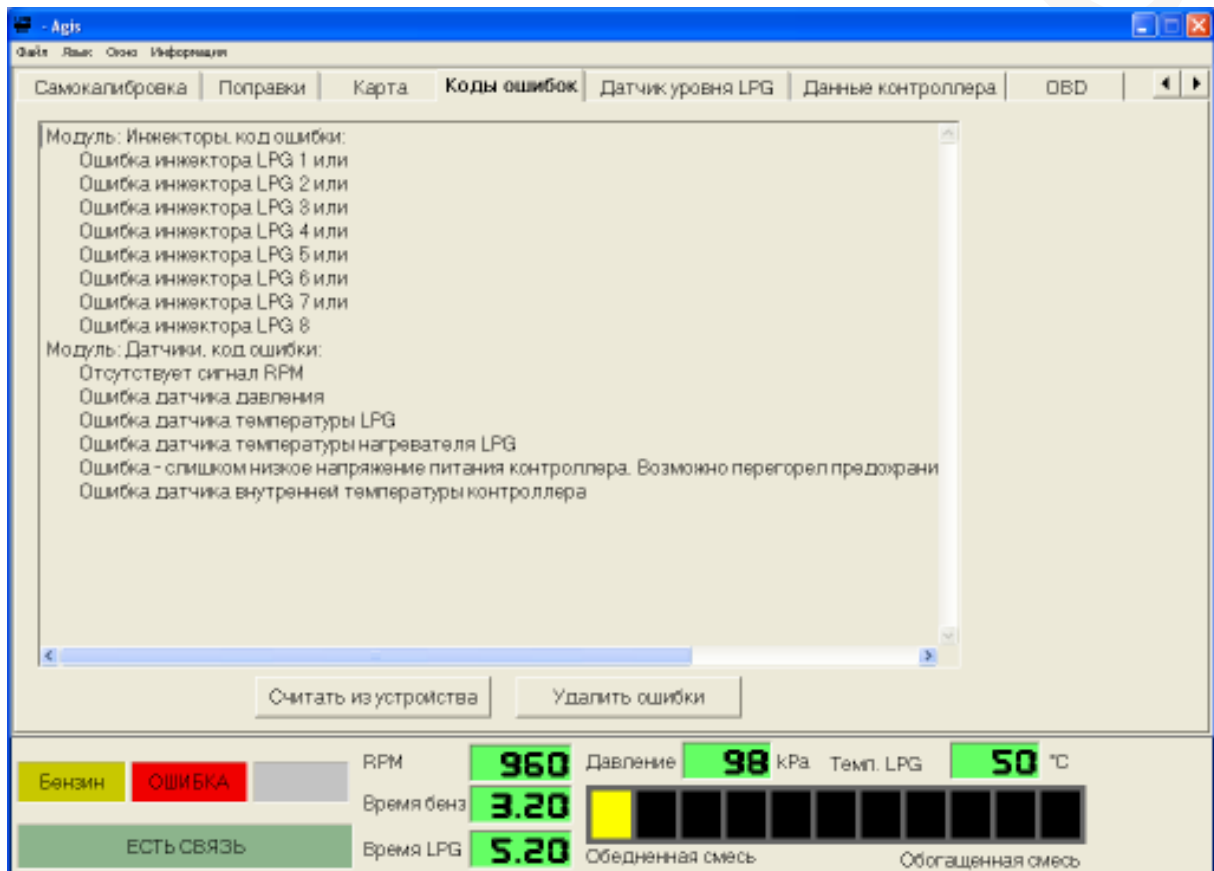 - Agis
Файл Язык Окно Информация
Самокалибровка Поправки Карта Коды ошибок Датчик уровня LPG Данные контроллера OBD
Модуль: Инжекторы, код ошибки:
Ошибка инжектора LPG 1 или
Ошибка инжектора LPG 2 или
Ошибка инжектора LPG 3 или
Ошибка инжектора LPG 4 или
Ошибка инжектора LPG 5 или
Ошибка инжектора LPG 6 или
Ошибка инжектора LPG 7 или
Ошибка инжектора LPG 8
Модуль: Датчики, код ошибки:
Отсутствует сигнал RPM
Ошибка датчика давления
Ошибка датчика температуры LPG
Ошибка датчика температуры нагревателя LPG
Ошибка - слишком низкое напряжение питания контроллера. Возможно перегорел предохрани
Ошибка датчика внутренней температуры контроллера
Считать из устройства Удалить ошибки
RPM 960 Давление 98 kPa Темп. LPG 50 °C
Бензин ОШИБКА
Время бенз 3.20
ЕСТЬ СВЯЗЬ
Время LPG 5.20
Обедненная смесь Обогащенная смесь